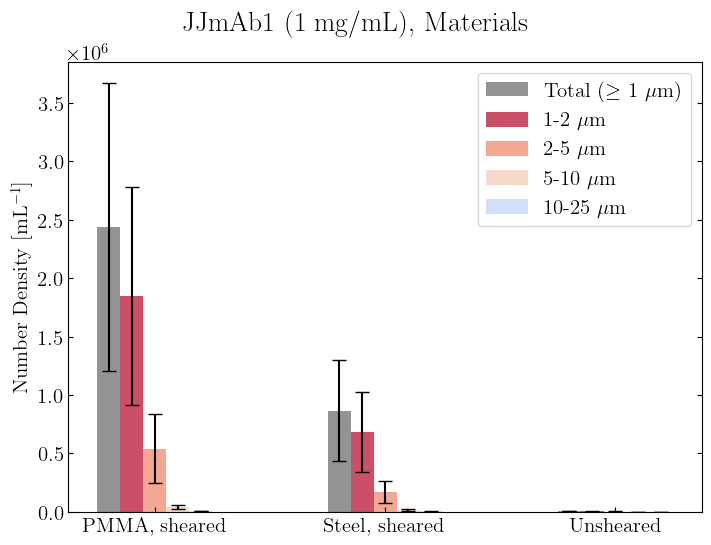 JJmAb1 (1 mg/mL), Materials
×10⁶
Number Density [mL⁻¹]
3.5
3.0
2.5
2.0
1.5
1.0
0.5
0.0
Total (≥ 1 μm)
1-2 μm
2-5 μm
5-10 μm
10-25 μm
PMMA, sheared
Steel, sheared
Unsheared